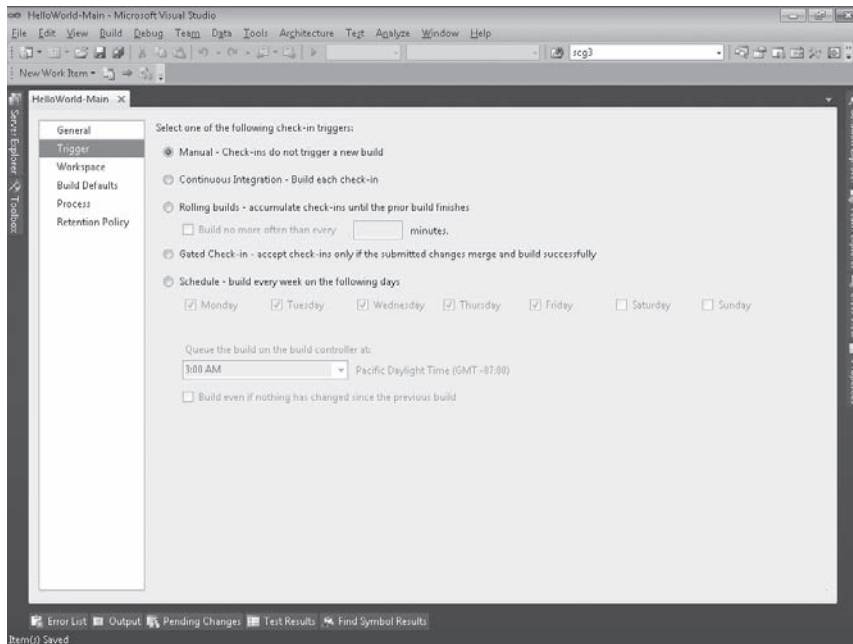 HelloWorld-Main - Microsoft Visual Studio
File Edit View Build Debug Team Data Tools Architecture Test Analyze Window Help
scg3
New Work Item
HelloWorld-Main X
Server Explorer
Toolbox
General
Trigger
Workspace
Build Defaults
Process
Retention Policy
Select one of the following check-in triggers:
Manual - Check-ins do not trigger a new build
Continuous Integration - Build each check-in
Rolling builds - accumulate check-ins until the prior build finishes
Build no more often than every minutes.
Gated Check-in - accept check-ins only if the submitted changes merge and build successfully
Schedule - build every week on the following days
Monday Tuesday Wednesday Thursday Friday Saturday Sunday
Queue the build on the build controller at:
3:00 AM Pacific Daylight Time (GMT -07:00)
Build even if nothing has changed since the previous build
Error List Output Pending Changes Test Results Find Symbol Results
Item(s) Saved